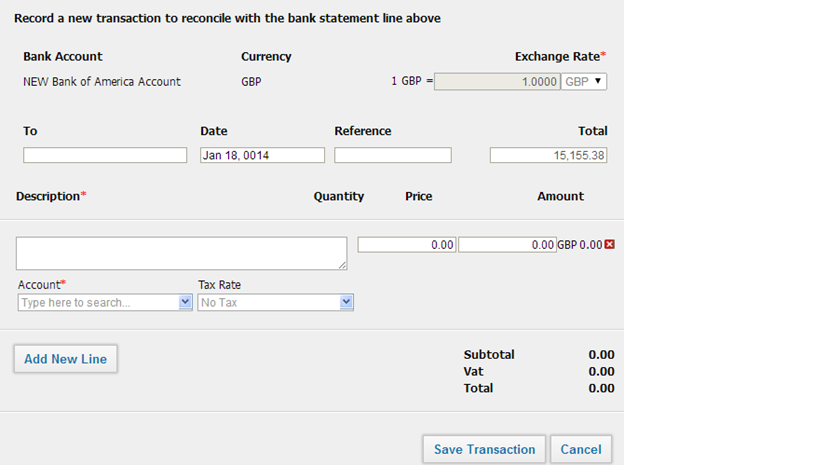 Record a new transaction to reconcile with the bank statement line above
Bank Account Currency Exchange Rate*
NEW Bank of America Account GBP 1 GBP = 1.0000 GBP
To Date Reference Total
Jan 18, 0014 15,155.38
Description* Quantity Price Amount
0.00 0.00 GBP 0.00
Account* Tax Rate
Type here to search... No Tax
Add New Line
Subtotal 0.00
Vat 0.00
Total 0.00
Save Transaction Cancel